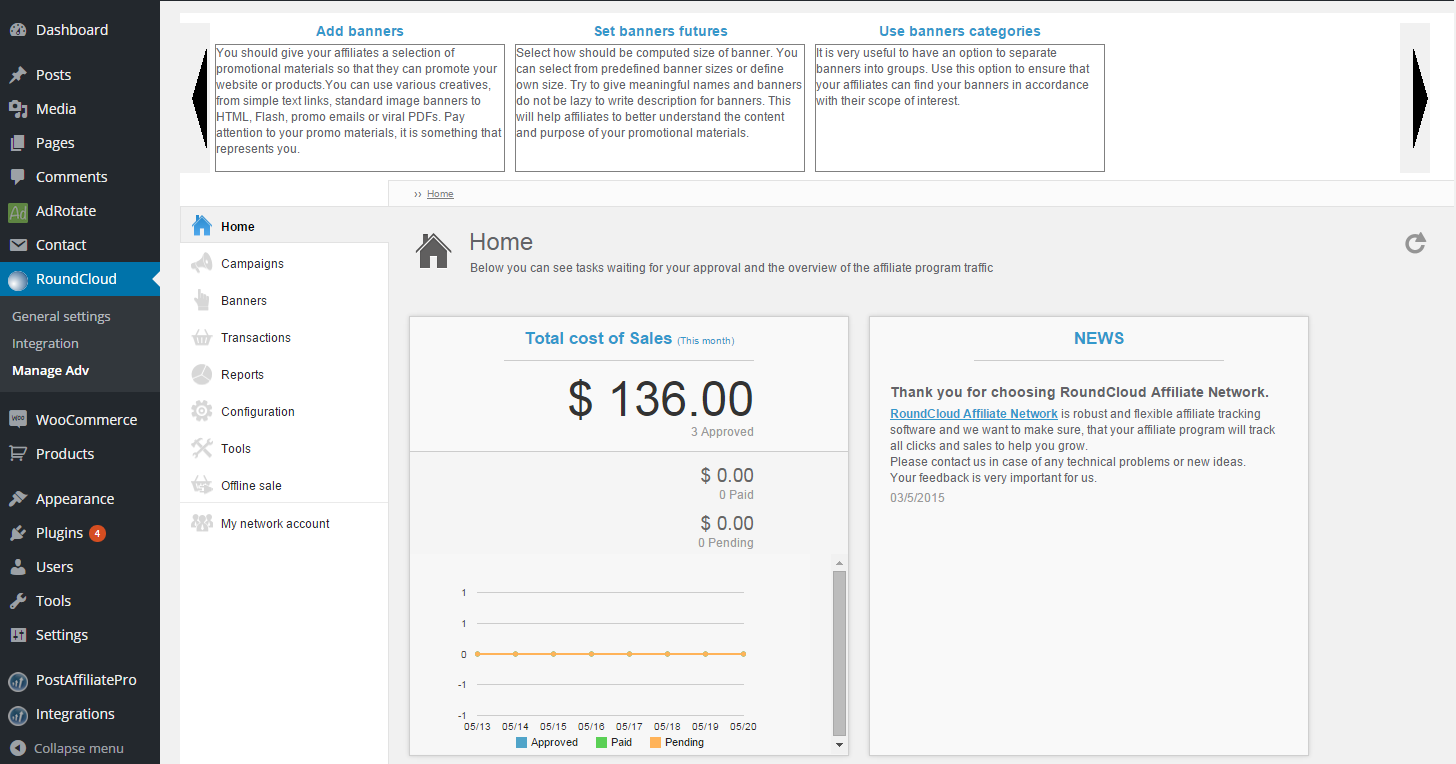 Dashboard
Posts
Media
Pages
Comments
Ad
AdRotate
Contact
RoundCloud
General settings
Integration
Manage Adv
WOO
WooCommerce
Products
Appearance
Plugins 4
Users
Tools
Settings
PostAffiliatePro
Integrations
Collapse menu
Add banners
You should give your affiliates a selection of
promotional materials so that they can promote your
website or products.You can use various creatives,
from simple text links, standard image banners to
HTML, Flash, promo emails or viral PDFs. Pay
attention to your promo materials, it is something that
represents you.
Set banners futures
Select how should be computed size of banner. You
can select from predefined banner sizes or define
own size. Try to give meaningful names and banners
do not be lazy to write description for banners. This
will help affiliates to better understand the content
and purpose of your promotional materials.
Use banners categories
It is very useful to have an option to separate
banners into groups. Use this option to ensure that
your affiliates can find your banners in accordance
with their scope of interest.
›› Home
Home
Campaigns
Banners
Transactions
Reports
Configuration
Tools
Offline sale
My network account
Home
Below you can see tasks waiting for your approval and the overview of the affiliate program traffic
Total cost of Sales (This month)
$ 136.00
3 Approved
$ 0.00
0 Paid
$ 0.00
0 Pending
1
1
0
-1
-1
05/13 05/14 05/15 05/16 05/17 05/18 05/19 05/20
Approved Paid Pending
NEWS
Thank you for choosing RoundCloud Affiliate Network.
RoundCloud Affiliate Network is robust and flexible affiliate tracking
software and we want to make sure, that your affiliate program will track
all clicks and sales to help you grow.
Please contact us in case of any technical problems or new ideas.
Your feedback is very important for us.
03/5/2015